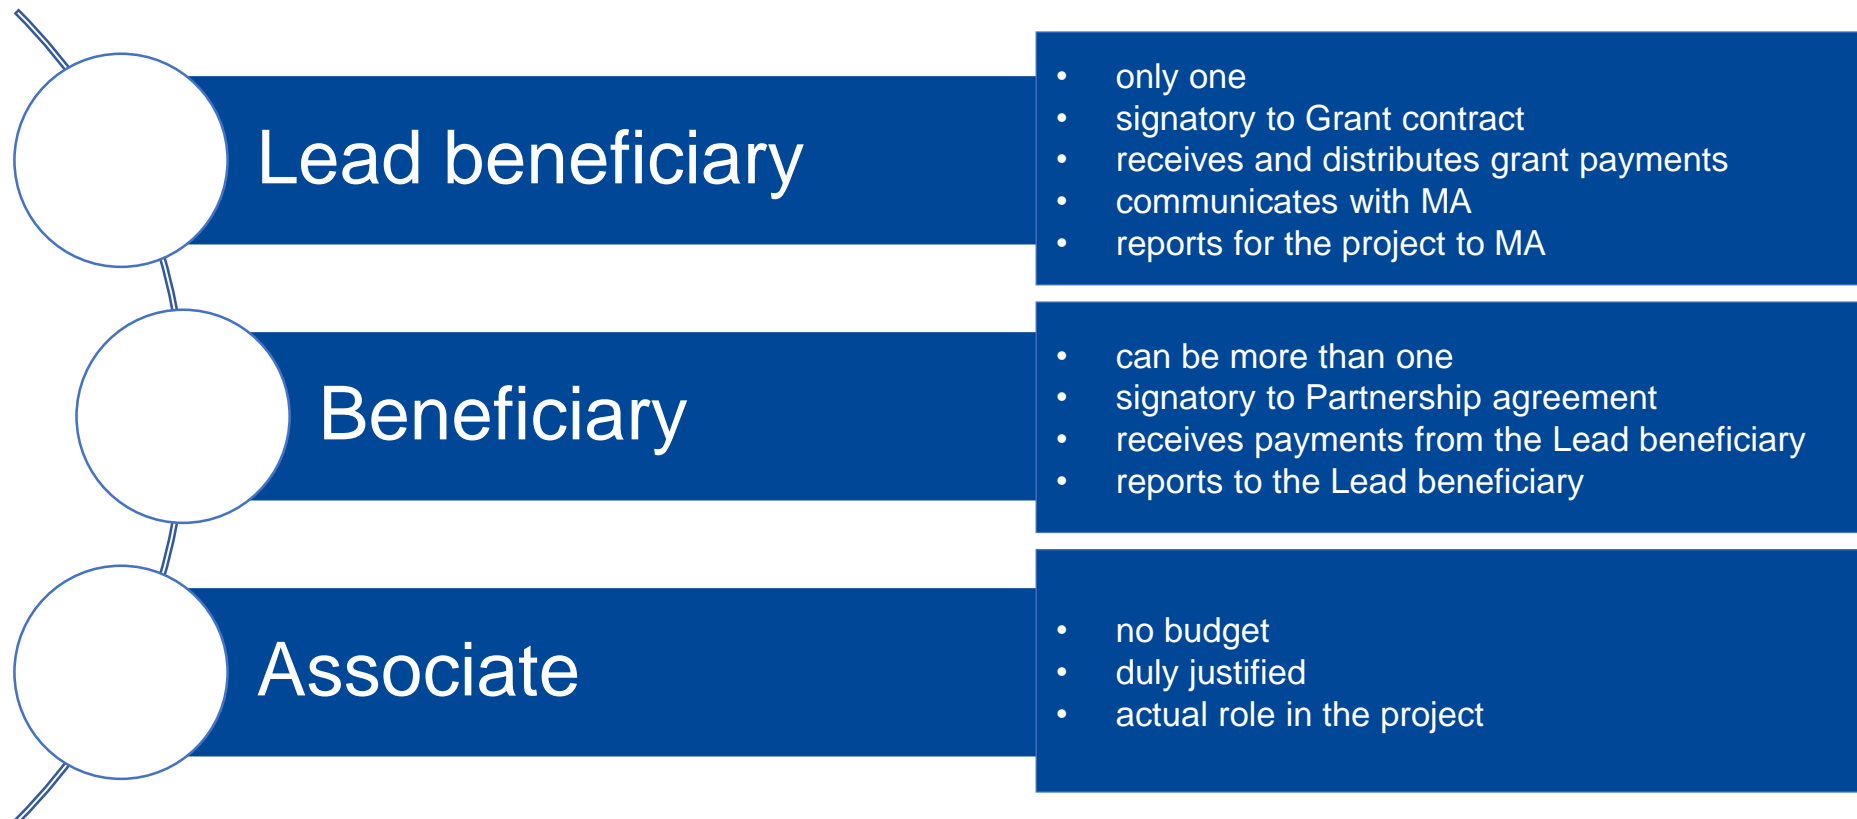 Lead beneficiary
• only one
• signatory to Grant contract
• receives and distributes grant payments
• communicates with MA
• reports for the project to MA
Beneficiary
• can be more than one
• signatory to Partnership agreement
• receives payments from the Lead beneficiary
• reports to the Lead beneficiary
Associate
• no budget
• duly justified
• actual role in the project